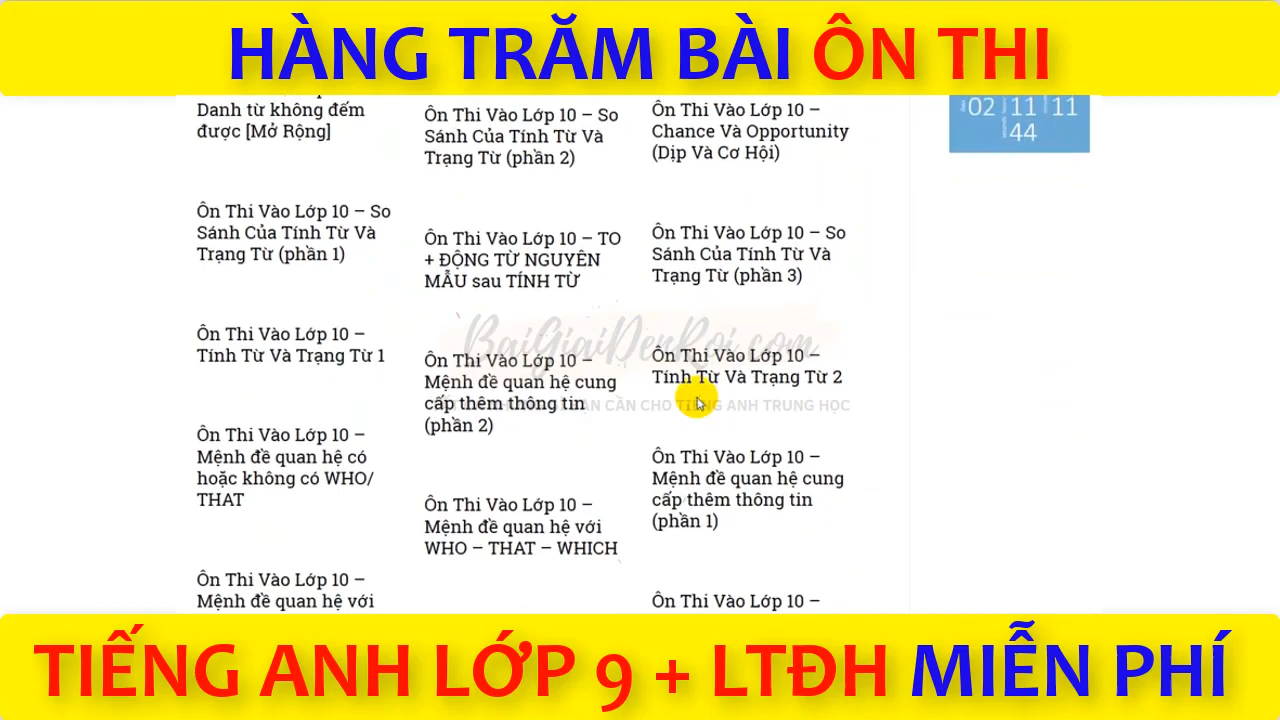 HÀNG TRĂM BÀI ÔN THI
Danh từ không đếm
được [Mở Rộng]
Ôn Thi Vào Lớp 10 – So
Sánh Của Tính Từ Và
Trạng Từ (phần 1)
Ôn Thi Vào Lớp 10 –
Tính Từ Và Trạng Từ 1
Ôn Thi Vào Lớp 10 –
Mệnh đề quan hệ có
hoặc không có WHO/
THAT
Ôn Thi Vào Lớp 10 –
Mệnh đề quan hệ với
Ôn Thi Vào Lớp 10 – So
Sánh Của Tính Từ Và
Trạng Từ (phần 2)
Ôn Thi Vào Lớp 10 – TO
+ ĐỘNG TỪ NGUYÊN
MẪU sau TÍNH TỪ
Ôn Thi Vào Lớp 10 –
Mệnh đề quan hệ cung
cấp thêm thông tin
(phần 2)
Ôn Thi Vào Lớp 10 –
Mệnh đề quan hệ với
WHO – THAT – WHICH
Ôn Thi Vào Lớp 10 –
Chance Và Opportunity
(Dịp Và Cơ Hội)
Ôn Thi Vào Lớp 10 – So
Sánh Của Tính Từ Và
Trạng Từ (phần 3)
Ôn Thi Vào Lớp 10 –
Tính Từ Và Trạng Từ 2
Ôn Thi Vào Lớp 10 –
Mệnh đề quan hệ cung
cấp thêm thông tin
(phần 1)
Ôn Thi Vào Lớp 10 –
02 11 11
44
BaiGiaiDenRoi.com
CẦN CHO TIẾNG ANH TRUNG HỌC
TIẾNG ANH LỚP 9 + LTĐH MIỄN PHÍ